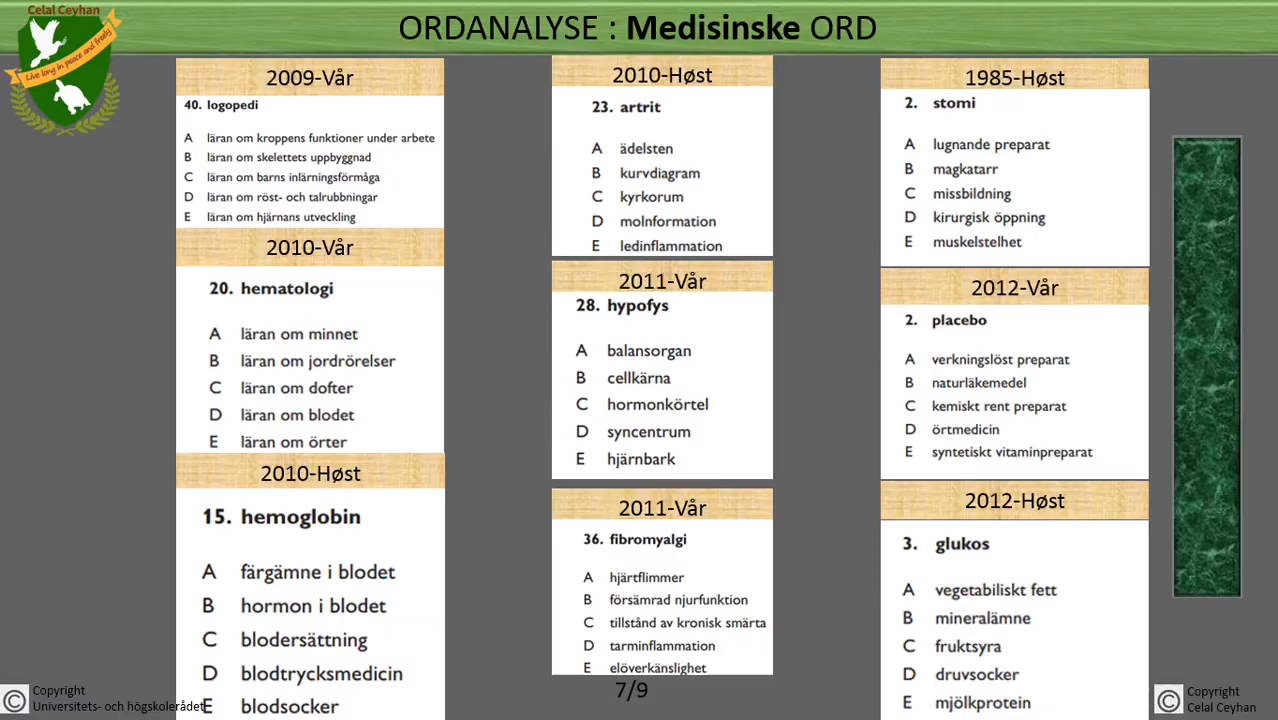 Celal Ceyhan
Live long in peace and freely
ORDANALYSE : Medisinske ORD
2009-Vår
40. logopedi
A läran om kroppens funktioner under arbete
B läran om skelettets uppbyggnad
C läran om barns inlärningsförmåga
D läran om röst- och talrubbningar
E läran om hjärnans utveckling
2010-Vår
20. hematologi
A läran om minnet
B läran om jordrörelser
C läran om dofter
D läran om blodet
E läran om örter
2010-Høst
15. hemoglobin
A färgämne i blodet
B hormon i blodet
C blodersättning
D blodtrycksmedicin
E blodsocker
2010-Høst
23. artrit
A ädelsten
B kurvdiagram
C kyrkorum
D molnformation
E ledinflammation
2011-Vår
28. hypofys
A balansorgan
B cellkärna
C hormonkörtel
D syncentrum
E hjärnbark
2011-Vår
36. fibromyalgi
A hjärtflimmer
B försämrad njurfunktion
C tillstånd av kronisk smärta
D tarminflammation
E elöverkänslighet
1985-Høst
2. stomi
A lugnande preparat
B magkatarr
C missbildning
D kirurgisk öppning
E muskelstelhet
2012-Vår
2. placebo
A verkningslöst preparat
B naturläkemedel
C kemiskt rent preparat
D örtmedicin
E syntetiskt vitaminpreparat
2012-Høst
3. glukos
A vegetabiliskt fett
B mineralämne
C fruktsyra
D druvsocker
E mjölkprotein
© Copyright
Universitets- och högskolerådet
7/9
© Copyright
Celal Ceyhan